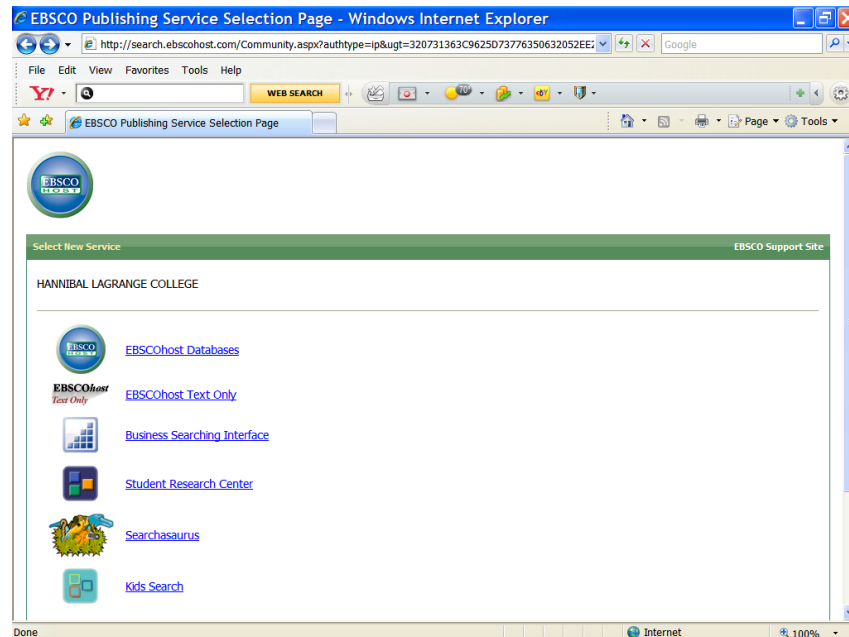 EBSCO Publishing Service Selection Page - Windows Internet Explorer
http://search.ebscohost.com/Community.aspx?authtype=ip&ugt=320731363C9625D73776350632052EE2
Google
File Edit View Favorites Tools Help
Y! WEB SEARCH 70° ebY
EBSCO Publishing Service Selection Page Page Tools
EBSCO
HOST
Select New Service EBSCO Support Site
HANNIBAL LAGRANGE COLLEGE
EBSCO
HOST
EBSCOhost Databases
EBSCOhost
Text Only
EBSCOhost Text Only
Business Searching Interface
Student Research Center
Searchasaurus
Kids Search
Done Internet 100%